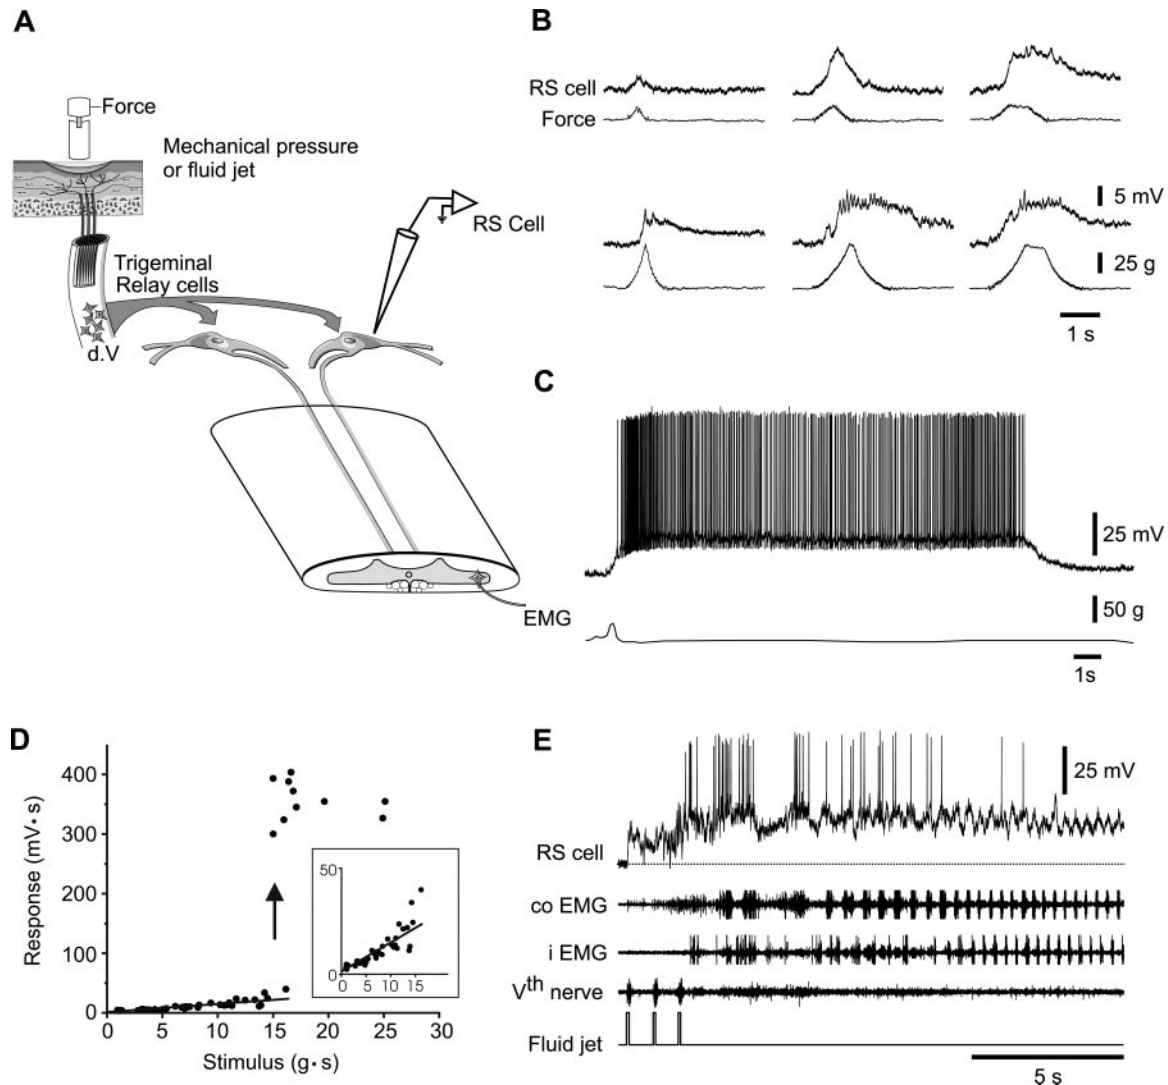 A
Force
Mechanical pressure
or fluid jet
RS Cell
Trigeminal
Relay cells
d.V
EMG
B
RS cell
Force
5 mV
25 g
1 s
C
25 mV
50 g
1s
D
Response (mV· s)
400
300
200
100
0
0 5 10 15 20 25 30
Stimulus (g· s)
50
0
0 5 10 15
E
25 mV
RS cell
co EMG
i EMG
Vth nerve
Fluid jet
5 s